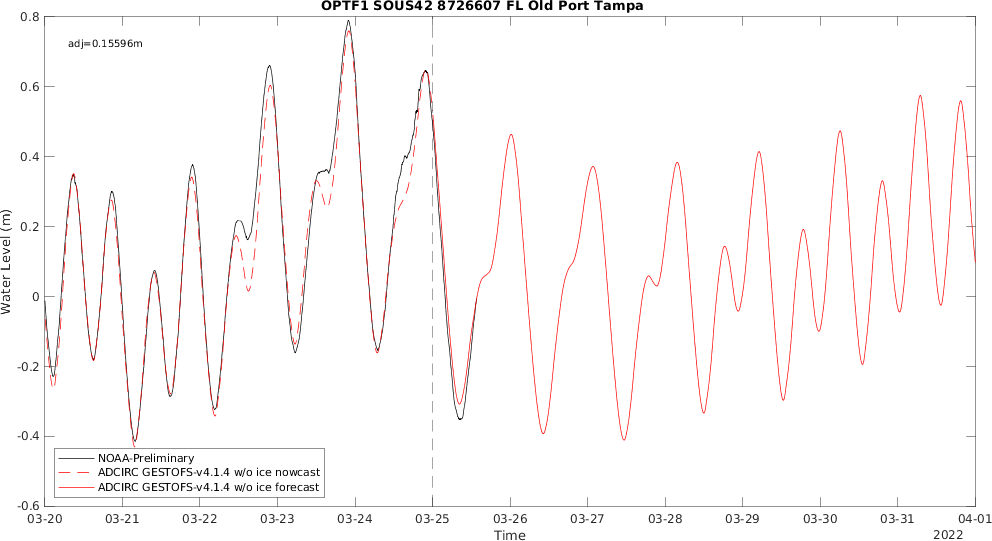 OPTF1 SOUS42 8726607 FL Old Port Tampa
adj=0.15596m
0.8
0.6
0.4
0.2
0
-0.2
-0.4
-0.6
Water Level (m)
NOAA-Preliminary
ADCIRC GESTOFS-v4.1.4 w/o ice nowcast
ADCIRC GESTOFS-v4.1.4 w/o ice forecast
03-20 03-21 03-22 03-23 03-24 03-25 03-26 03-27 03-28 03-29 03-30 03-31 04-01
Time
2022